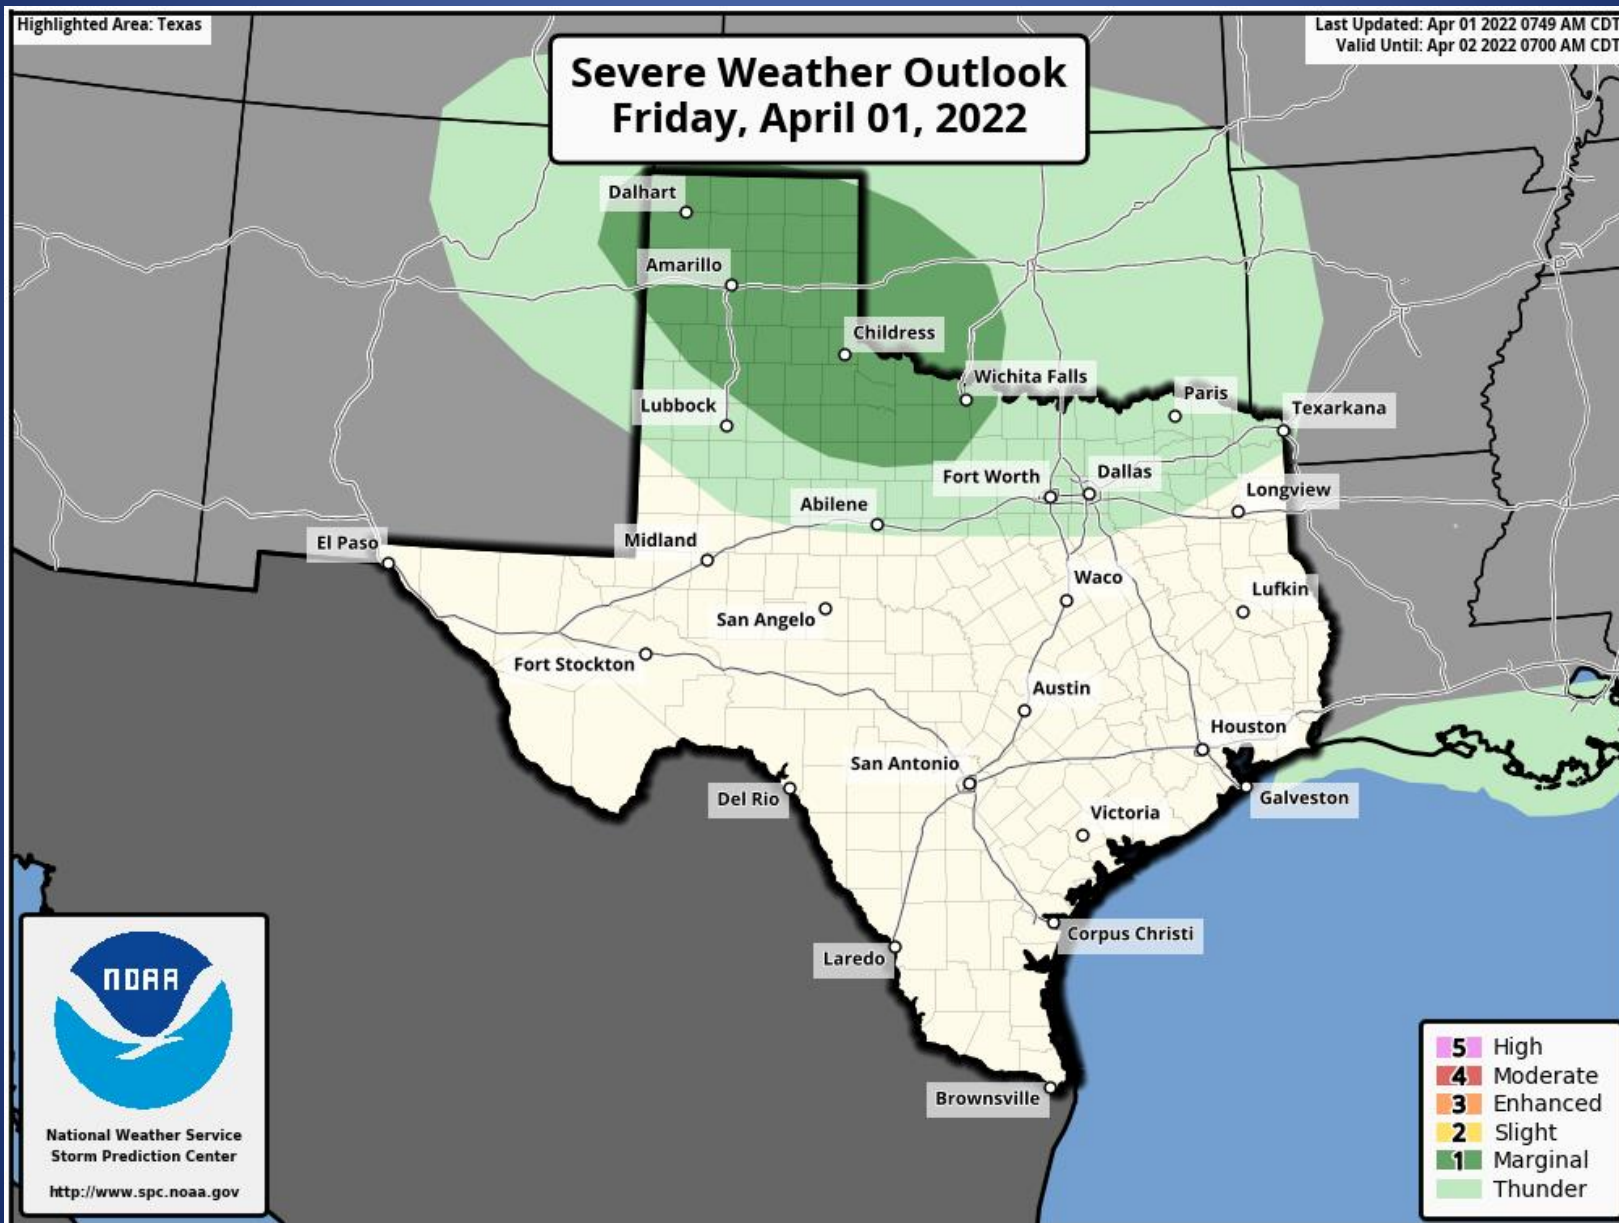 Highlighted Area: Texas
Last Updated: Apr 01 2022 0749 AM CDT
Valid Until: Apr 02 2022 0700 AM CDT
Severe Weather Outlook
Friday, April 01, 2022
Dalhart
Amarillo
Childress
Wichita Falls
Paris
Lubbock
Texarkana
Fort Worth
Dallas
Longview
Abilene
El Paso
Midland
Waco
Lufkin
San Angelo
Fort Stockton
Austin
Houston
San Antonio
Del Rio
Galveston
Victoria
Corpus Christi
Laredo
Brownsville
NOAA
National Weather Service
Storm Prediction Center
http://www.spc.noaa.gov
5 High
4 Moderate
3 Enhanced
2 Slight
1 Marginal
Thunder